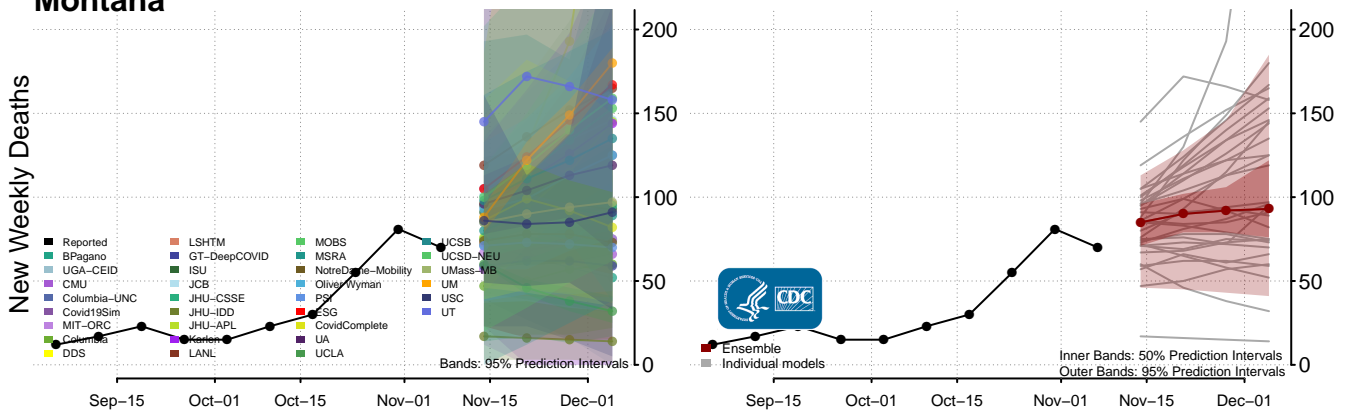 Montana
New Weekly Deaths
200
150
100
50
0
Reported
BPagano
UGA−CEID
CMU
Columbia−UNC
Covid19Sim
MIT−ORC
Columbia
DDS
LSHTM
GT−DeepCOVID
ISU
JCB
JHU−CSSE
JHU−IDD
JHU−APL
Karlen
LANL
MOBS
MSRA
NotreDame−Mobility
Oliver Wyman
PSI
ESG
CovidComplete
UA
UCLA
UCSB
UCSD−NEU
UMass−MB
UM
USC
UT
Bands: 95% Prediction Intervals
Sep−15 Oct−01 Oct−15 Nov−01 Nov−15 Dec−01
200
150
100
50
0
CDC
Ensemble
Individual models
Inner Bands: 50% Prediction Intervals
Outer Bands: 95% Prediction Intervals
Sep−15 Oct−01 Oct−15 Nov−01 Nov−15 Dec−01